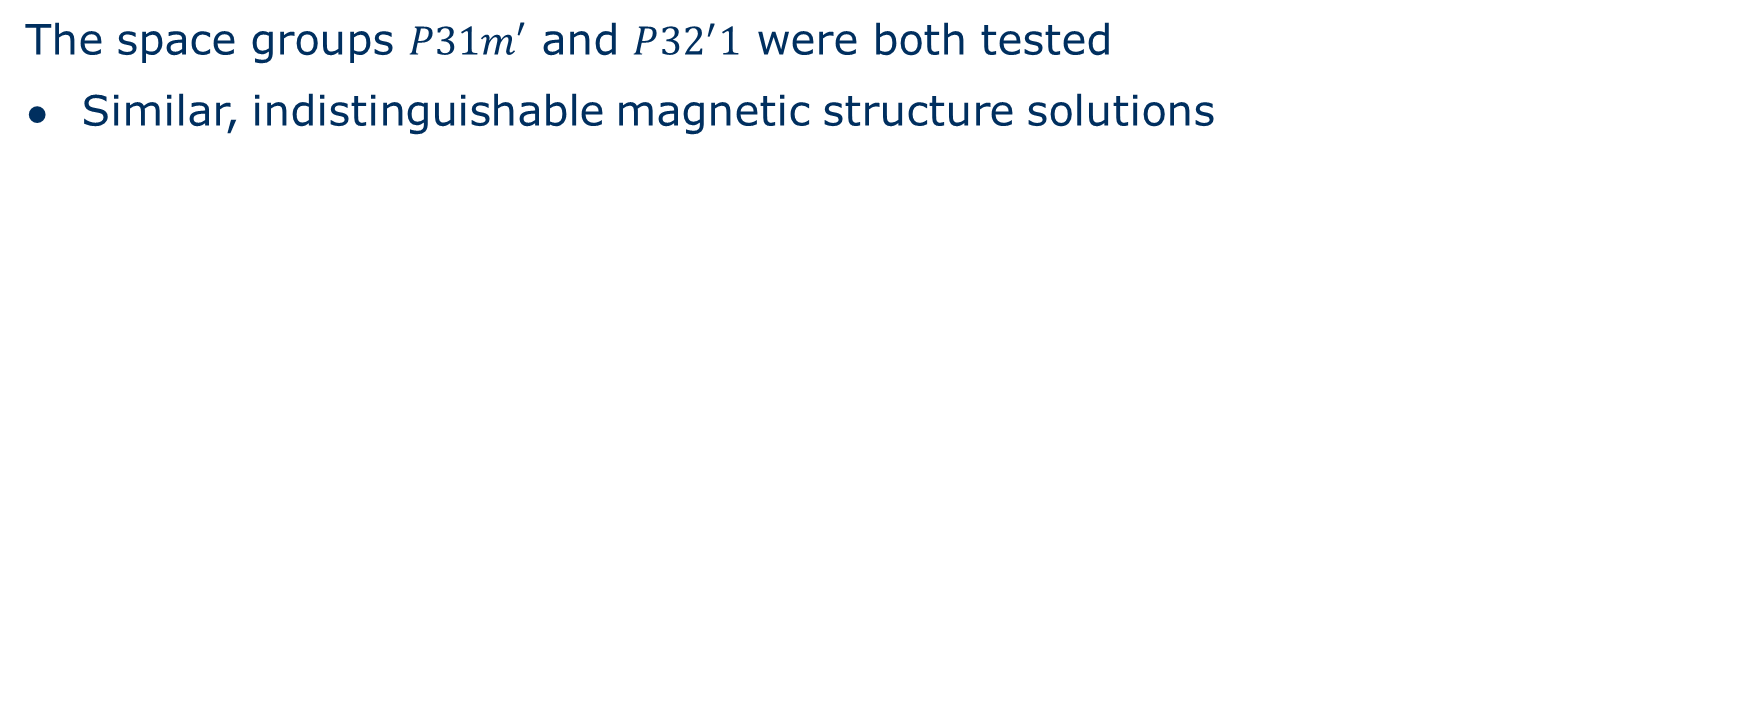 The space groups P31m′ and P32′1 were both tested
• Similar, indistinguishable magnetic structure solutions